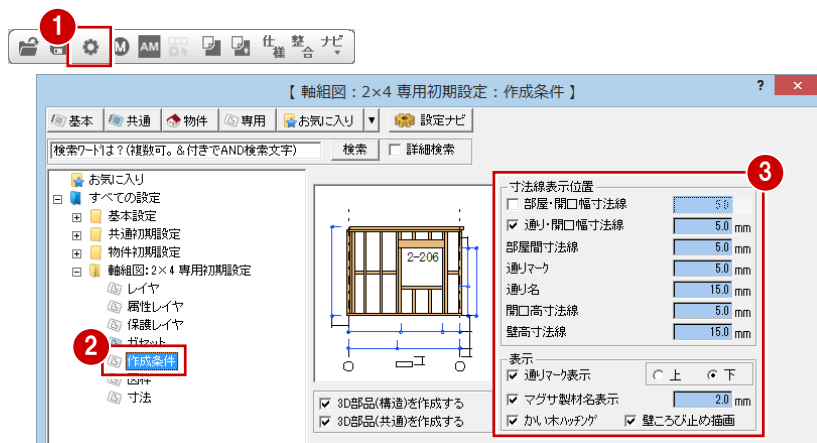 1
M AM 仕様 整合 ナビ
【 軸組図：2×4 専用初期設定：作成条件 】 ? ×
基本 共通 物件 専用 お気に入り ▼ 設定ナビ
検索ワードは？(複数可。&付きでAND検索文字) 検索 詳細検索
お気に入り
すべての設定
基本設定
共通初期設定
物件初期設定
軸組図:2×4 専用初期設定
レイヤ
属性レイヤ
保護レイヤ
ガセット
2
作成条件
図枠
寸法
2-206
3D部品(構造)を作成する
3D部品(共通)を作成する
3
寸法線表示位置
部屋・開口幅寸法線 5.0
通り・開口幅寸法線 5.0 mm
部屋間寸法線 5.0 mm
通りマーク 5.0 mm
通り名 15.0 mm
開口高寸法線 5.0 mm
壁高寸法線 15.0 mm
表示
通りマーク表示 上 下
マグサ製材名表示 2.0 mm
かい木ハッチング 壁ころび止め描画